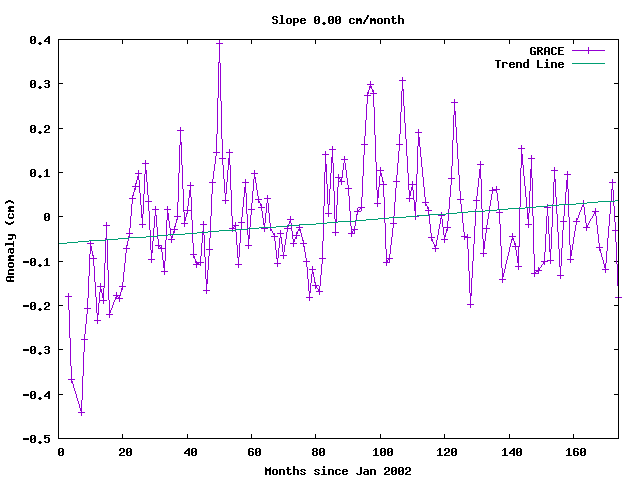 Slope 0.00 cm/month
GRACE
Trend Line
Anomaly (cm)
0.4
0.3
0.2
0.1
0
-0.1
-0.2
-0.3
-0.4
-0.5
0 20 40 60 80 100 120 140 160
Months since Jan 2002